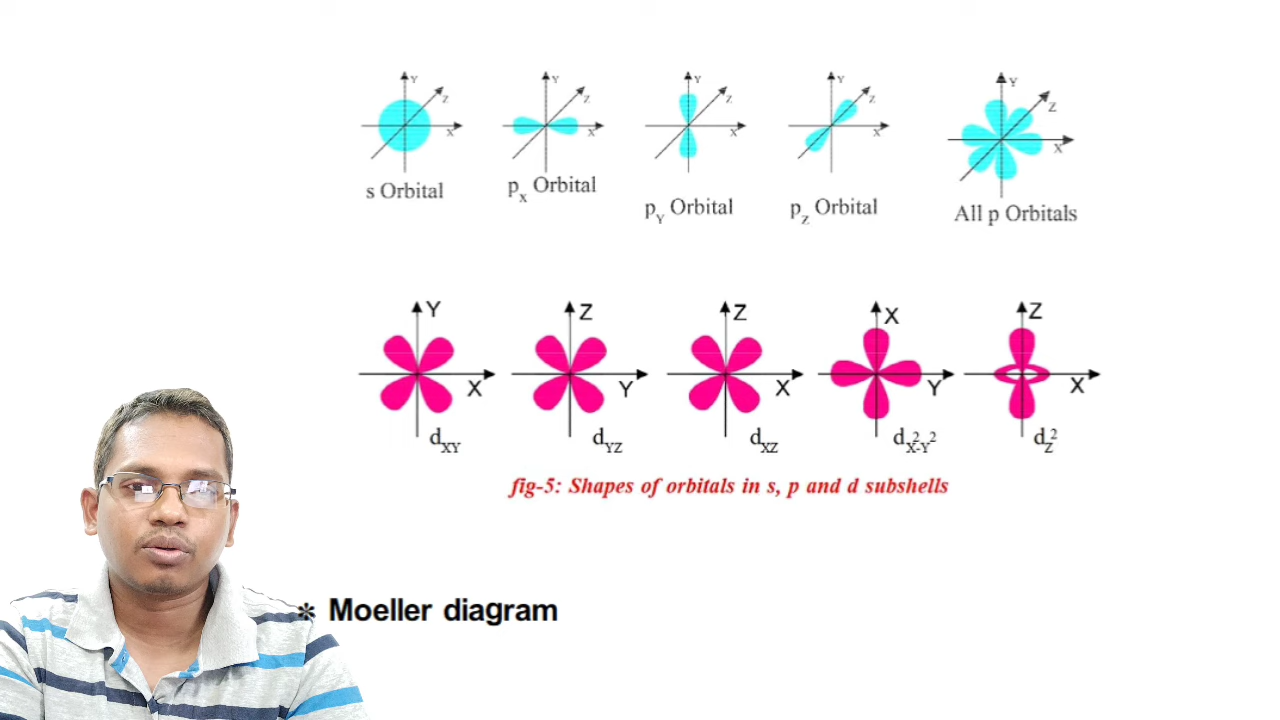 Y Z X Y Z X Y Z X Y Z X Y Z X
s Orbital pX Orbital pY Orbital pZ Orbital All p Orbitals
Y X Z Y Z X X Y Z X
dXY dYZ dXZ dX²-Y² dZ²
fig-5: Shapes of orbitals in s, p and d subshells
* Moeller diagram